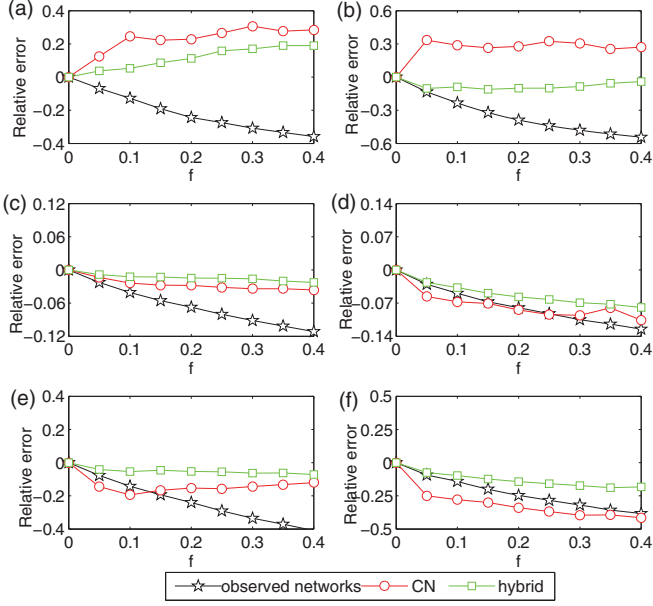 (a)
Relative error
0.4
0.2
0
−0.2
−0.4
0 0.1 0.2 0.3 0.4
f
(b)
Relative error
0.6
0.3
0
−0.3
−0.6
0 0.1 0.2 0.3 0.4
f
(c)
Relative error
0.12
0.06
0
−0.06
−0.12
0 0.1 0.2 0.3 0.4
f
(d)
Relative error
0.14
0.07
0
−0.07
−0.14
0 0.1 0.2 0.3 0.4
f
(e)
Relative error
0.4
0.2
0
−0.2
−0.4
0 0.1 0.2 0.3 0.4
f
(f)
Relative error
0.5
0.25
0
−0.25
−0.5
0 0.1 0.2 0.3 0.4
f
observed networks CN hybrid